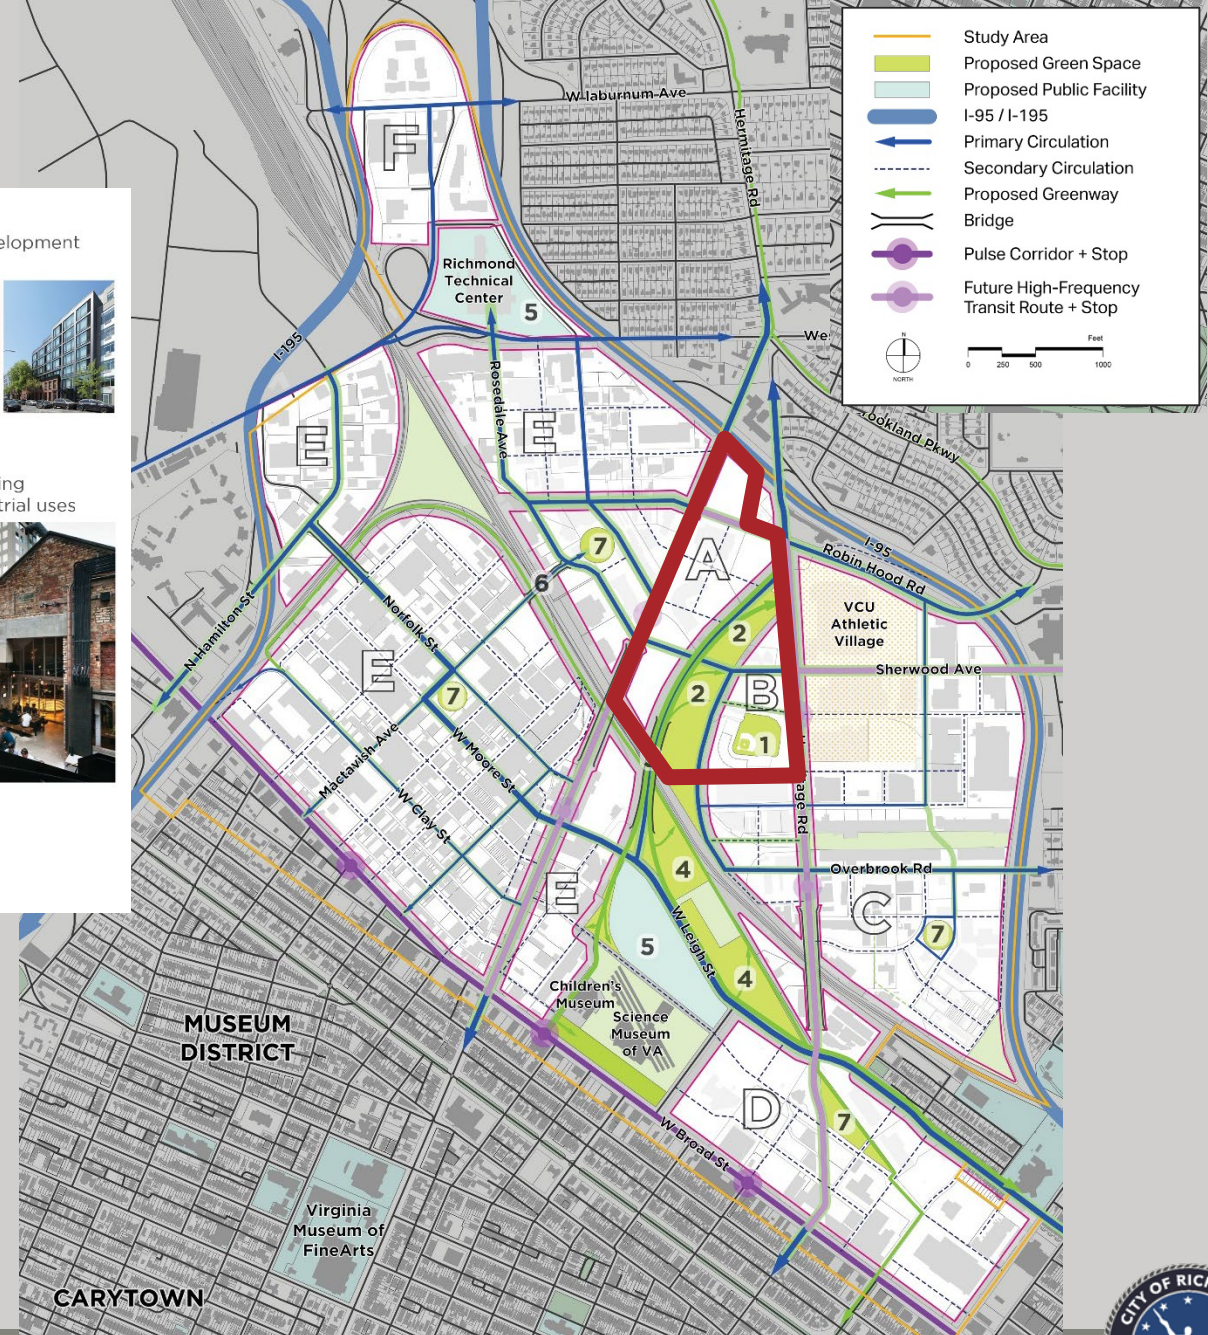 Study Area
Proposed Green Space
Proposed Public Facility
I-95 / I-195
Primary Circulation
Secondary Circulation
Proposed Greenway
Bridge
Pulse Corridor + Stop
Future High-Frequency
Transit Route + Stop
N
NORTH
Feet
0 250 500 1000
elopment
ing
trial uses
W laburnum Ave
Hermitage Rd
F
Richmond
Technical
Center
5
I-195
We
Rosedale Ave
E
E
ookland Pkwy
I-95
Robin Hood Rd
7
A
6
VCU
Athletic
Village
N Hamilton St
Norfolk St
2
Sherwood Ave
E
7
2
B
1
Mactavish Ave
W Moore St
W Clay St
tage Rd
4
Overbrook Rd
E
C
W Leigh St
7
5
4
Children's
Museum
Science
Museum
of VA
MUSEUM
DISTRICT
D
7
W Broad St
Virginia
Museum of
FineArts
CARYTOWN
CITY OF RIC